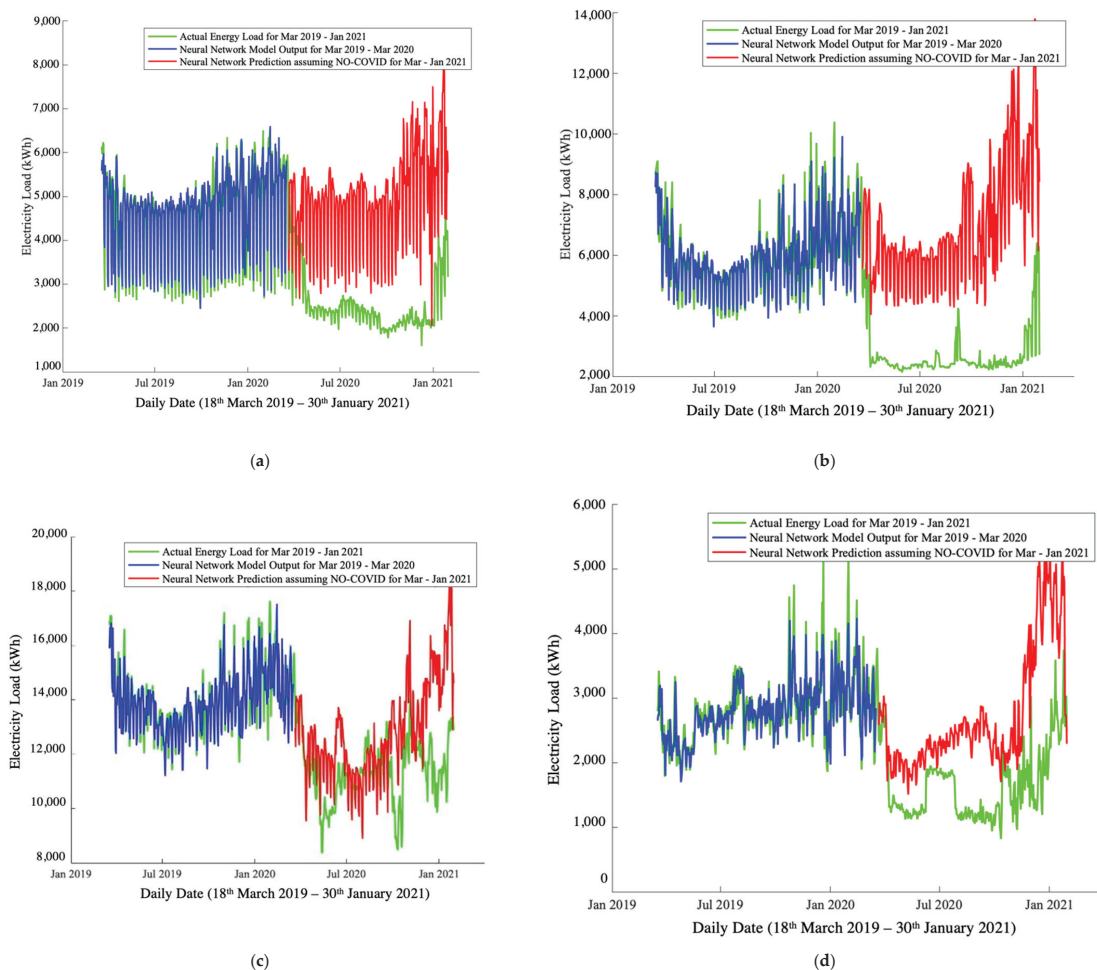 9,000
8,000
7,000
6,000
5,000
4,000
3,000
2,000
1,000
Electricity Load (kWh)
Actual Energy Load for Mar 2019 - Jan 2021
Neural Network Model Output for Mar 2019 - Mar 2020
Neural Network Prediction assuming NO-COVID for Mar - Jan 2021
Jan 2019 Jul 2019 Jan 2020 Jul 2020 Jan 2021
Daily Date (18th March 2019 – 30th January 2021)
(a)
14,000
12,000
10,000
8,000
6,000
4,000
2,000
Electricity Load (kWh)
Actual Energy Load for Mar 2019 - Jan 2021
Neural Network Model Output for Mar 2019 - Mar 2020
Neural Network Prediction assuming NO-COVID for Mar - Jan 2021
Jan 2019 Jul 2019 Jan 2020 Jul 2020 Jan 2021
Daily Date (18th March 2019 – 30th January 2021)
(b)
20,000
18,000
16,000
14,000
12,000
10,000
8,000
Electricity Load (kWh)
Actual Energy Load for Mar 2019 - Jan 2021
Neural Network Model Output for Mar 2019 - Mar 2020
Neural Network Prediction assuming NO-COVID for Mar - Jan 2021
Jan 2019 Jul 2019 Jan 2020 Jul 2020 Jan 2021
Daily Date (18th March 2019 – 30th January 2021)
(c)
6,000
5,000
4,000
3,000
2,000
1,000
0
Electricity Load (kWh)
Actual Energy Load for Mar 2019 - Jan 2021
Neural Network Model Output for Mar 2019 - Mar 2020
Neural Network Prediction assuming NO-COVID for Mar - Jan 2021
Jan 2019 Jul 2019 Jan 2020 Jul 2020 Jan 2021
Daily Date (18th March 2019 – 30th January 2021)
(d)